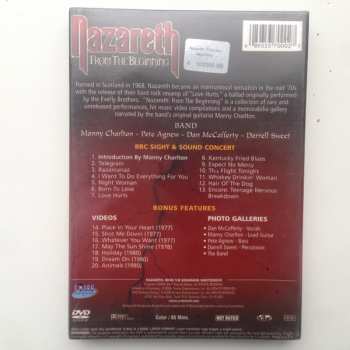 Nazareth
FROM THE BEGINNING
Formed in Scotland in 1968, Nazareth became an international sensation in the mid '70s
with the release of their hard rock revamp of "Love Hurts," a ballad originally performed by
the Everly Brothers. "Nazareth: From The Beginning" is a collection of rare and
unreleased performances, hit music video compilations and a memorabilia gallery
narrated by the band's original guitarist Manny Charlton.
BAND
Manny Charlton - Pete Agnew - Dan McCafferty - Darrell Sweet
BBC SIGHT & SOUND CONCERT
1. Introduction By Manny Charlton
2. Telegram
3. Razamanaz
4. I Want To Do Everything For You
5. Night Woman
6. Born To Love
7. Love Hurts
8. Kentucky Fried Blues
9. Expect No Mercy
10. This Flight Tonight
11. Whiskey Drinkin' Woman
12. Hair Of The Dog
13. Encore: Teenage Nervous
Breakdown
BONUS FEATURES
VIDEOS
14. Place in Your Heart (1977)
15. Shot Me Down (1977)
16. Whatever You Want (1977)
17. May The Sun Shine (1978)
18. Holiday (1980)
19. Dream On (1980)
20. Animals (1980)
PHOTO GALLERIES
Dan McCafferty - Vocals
Manny Charlton - Lead Guitar
Pete Agnew - Bass
Darrell Sweet - Percussion
The Band
DVD
Color / 85 Mins.
NOT RATED